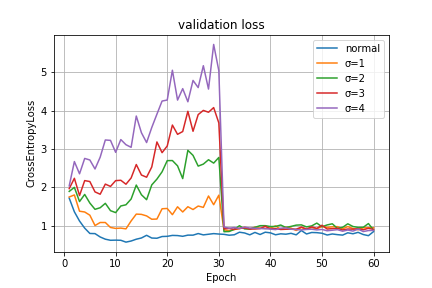 validation loss
normal
σ=1
σ=2
σ=3
σ=4
5
4
3
2
1
CrossEntropyLoss
0 10 20 30 40 50 60
Epoch